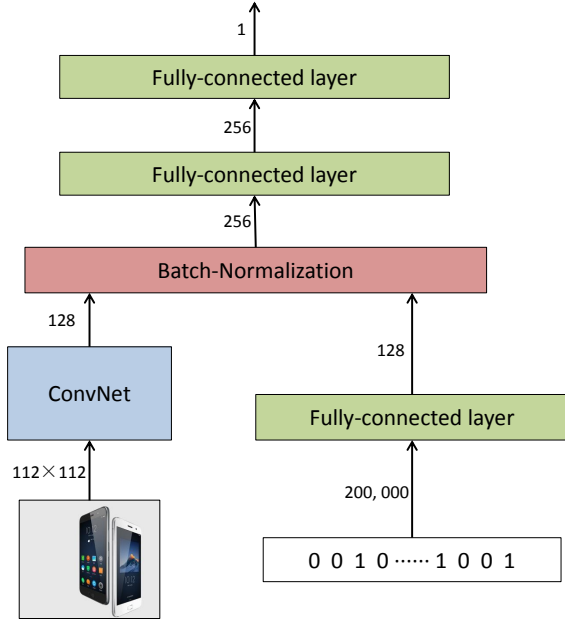 1
Fully-connected layer
256
Fully-connected layer
256
Batch-Normalization
128
128
ConvNet
Fully-connected layer
112×112
200, 000
0 0 1 0 ⋯⋯ 1 0 0 1